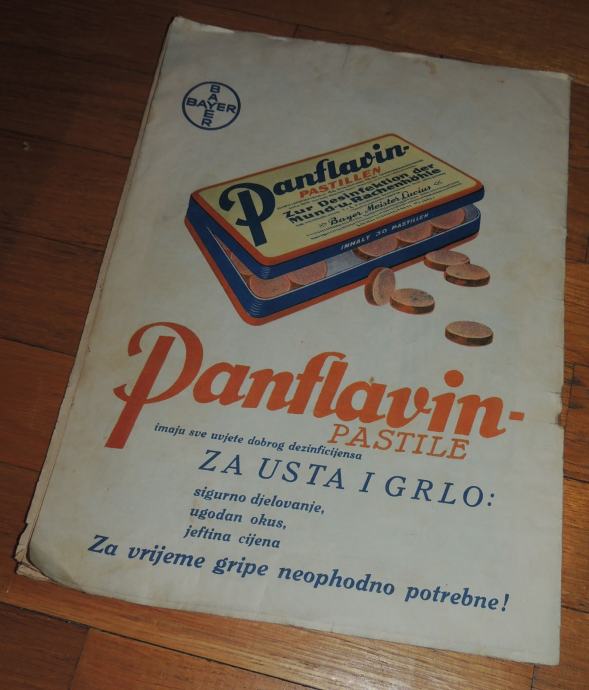 BAYER
BAYER
Panflavin-
PASTILLEN
Zur Desinfektion der
Mund-u. Rachenhöhle
Bayer Meister Lucius
INHALT 30 PASTILLEN
Panflavin-
PASTILE
imaju sve uvjete dobrog dezinficijensa
ZA USTA I GRLO:
sigurno djelovanje,
ugodan okus,
jeftina cijena
Za vrijeme gripe neophodno potrebne!